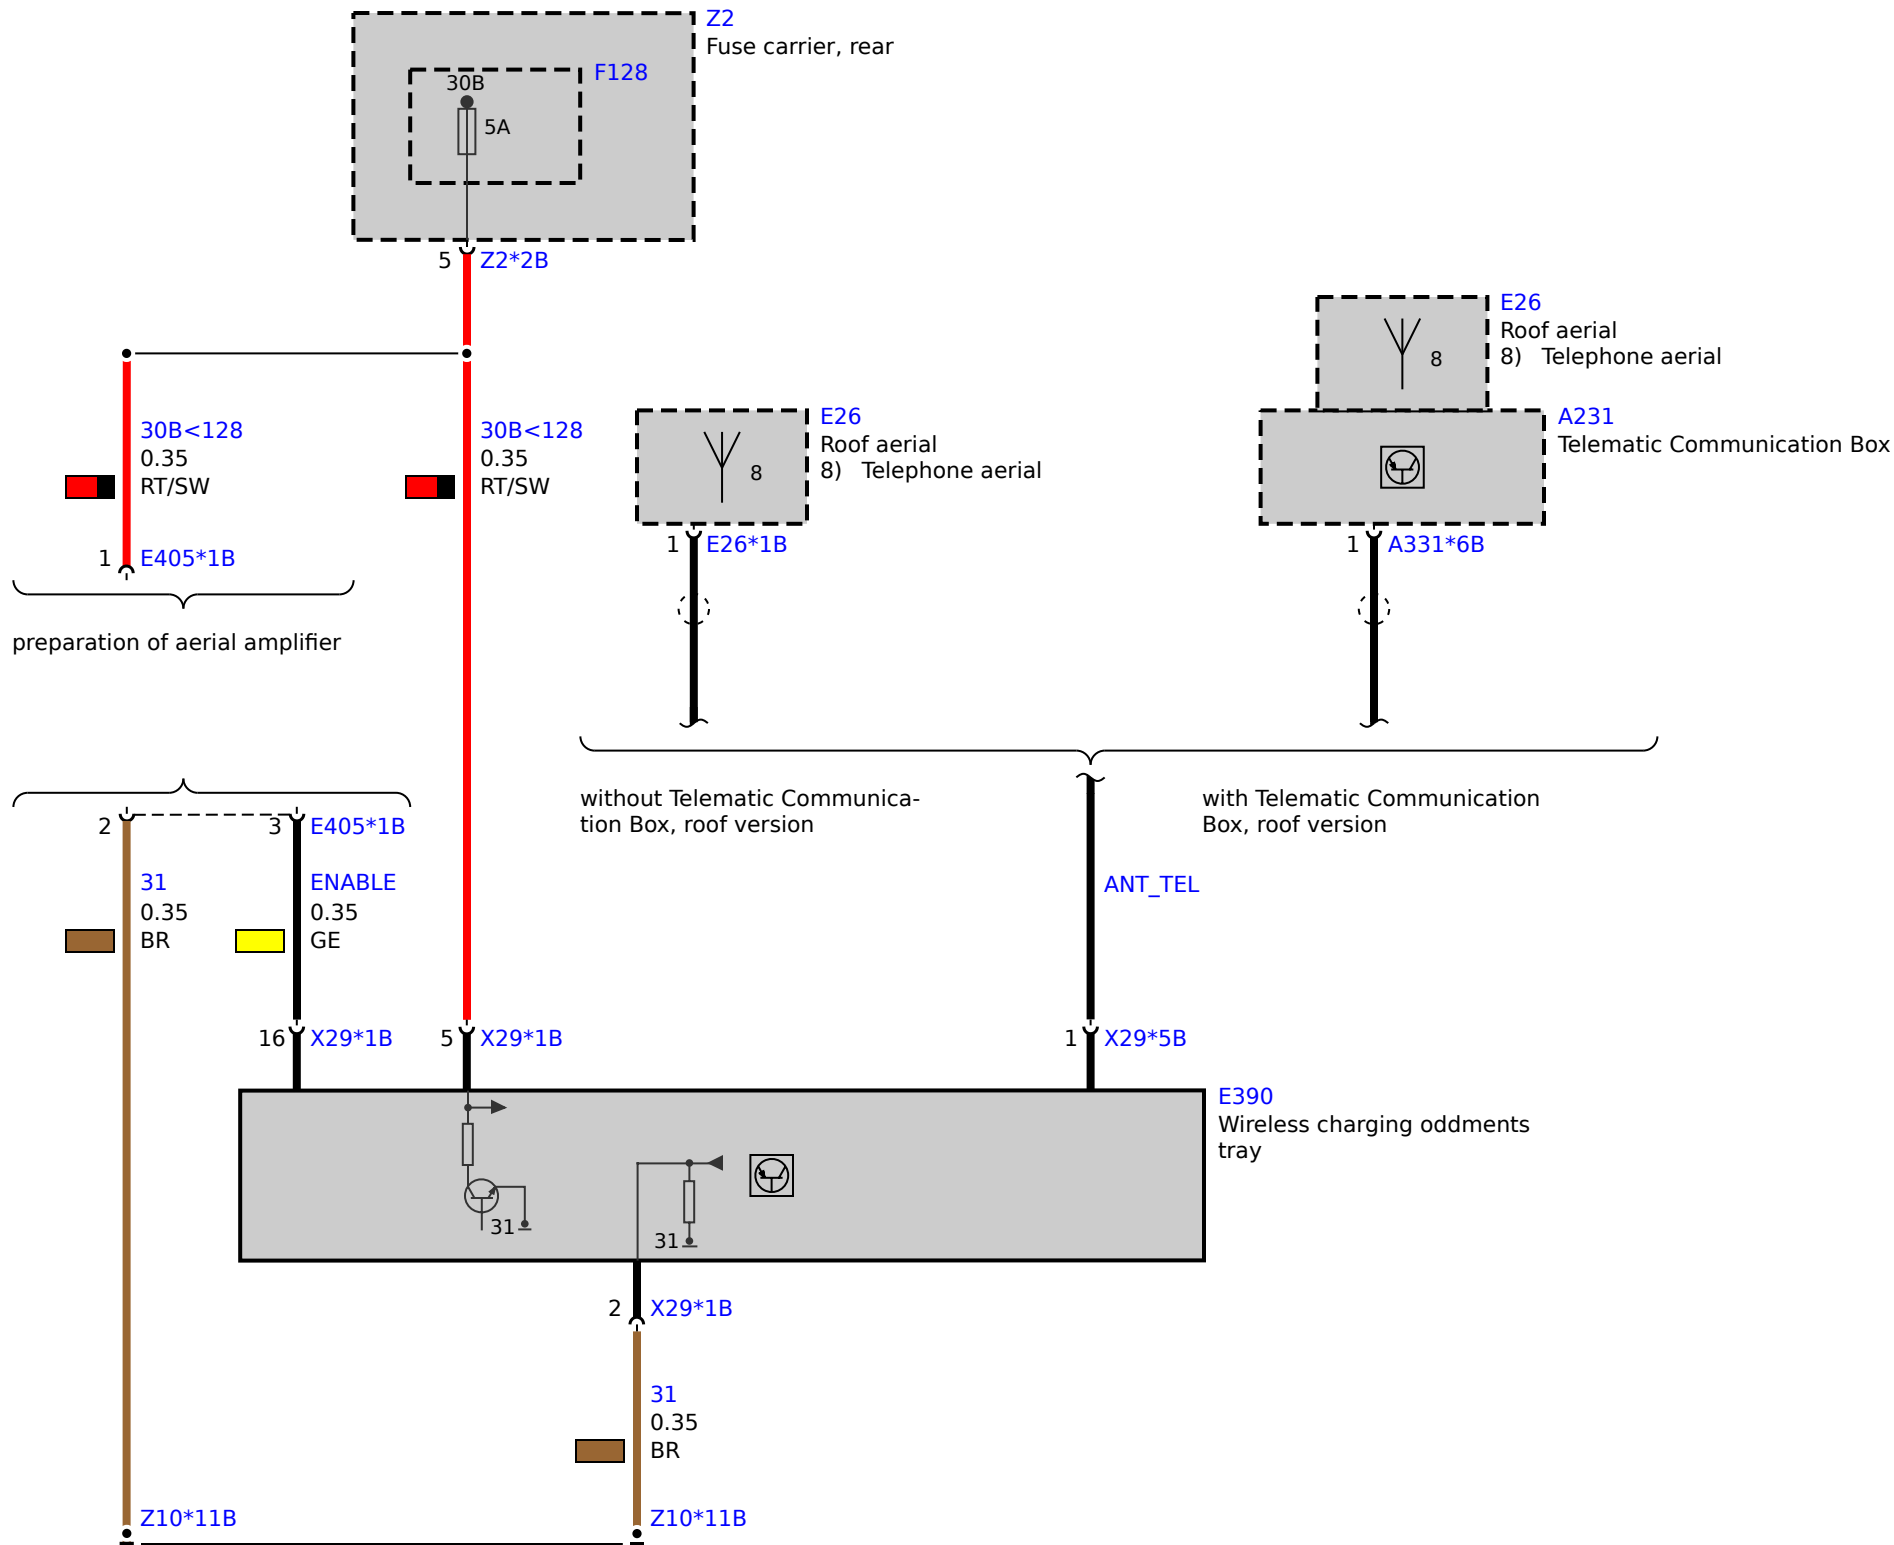 Z2
Fuse carrier, rear
F128
30B
5A
5 Z2*2B
E26
Roof aerial
8) Telephone aerial
8
E26
Roof aerial
8) Telephone aerial
8
A231
Telematic Communication Box
30B<128
0.35
RT/SW
30B<128
0.35
RT/SW
1 E405*1B
1 E26*1B
1 A331*6B
preparation of aerial amplifier
without Telematic Communica-
tion Box, roof version
with Telematic Communication
Box, roof version
2
3 E405*1B
31
0.35
BR
ENABLE
0.35
GE
ANT_TEL
16 X29*1B
5 X29*1B
1 X29*5B
E390
Wireless charging oddments
tray
31
31
2 X29*1B
31
0.35
BR
Z10*11B
Z10*11B